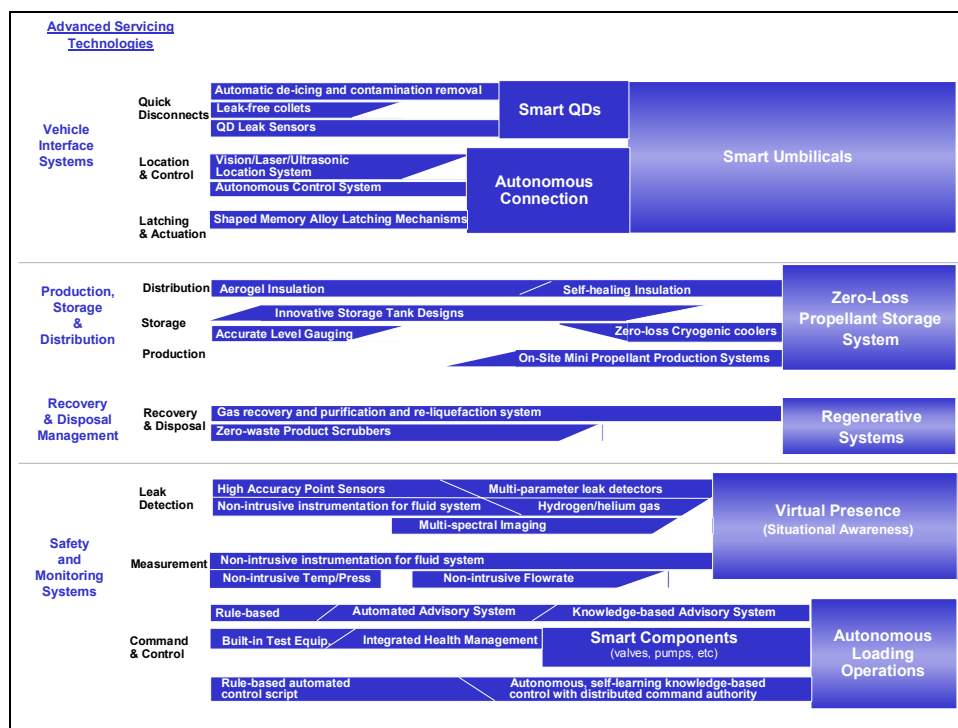 Advanced Servicing
Technologies
Vehicle
Interface
Systems
Quick
Disconnects
Automatic de-icing and contamination removal
Leak-free collets
QD Leak Sensors
Smart QDs
Smart Umbilicals
Location
& Control
Vision/Laser/Ultrasonic
Location System
Autonomous Control System
Autonomous
Connection
Latching
& Actuation
Shaped Memory Alloy Latching Mechanisms
Production,
Storage
&
Distribution
Distribution
Aerogel Insulation
Self-healing Insulation
Storage
Innovative Storage Tank Designs
Accurate Level Gauging
Zero-loss Cryogenic coolers
Production
On-Site Mini Propellant Production Systems
Zero-Loss
Propellant Storage
System
Recovery
& Disposal
Management
Recovery
& Disposal
Gas recovery and purification and re-liquefaction system
Zero-waste Product Scrubbers
Regenerative
Systems
Safety
and
Monitoring
Systems
Leak
Detection
High Accuracy Point Sensors
Multi-parameter leak detectors
Non-intrusive instrumentation for fluid system
Hydrogen/helium gas
Multi-spectral Imaging
Virtual Presence
(Situational Awareness)
Measurement
Non-intrusive instrumentation for fluid system
Non-intrusive Temp/Press
Non-intrusive Flowrate
Command
& Control
Rule-based
Automated Advisory System
Knowledge-based Advisory System
Built-in Test Equip.
Integrated Health Management
Smart Components
(valves, pumps, etc)
Rule-based automated
control script
Autonomous, self-learning knowledge-based
control with distributed command authority
Autonomous
Loading
Operations